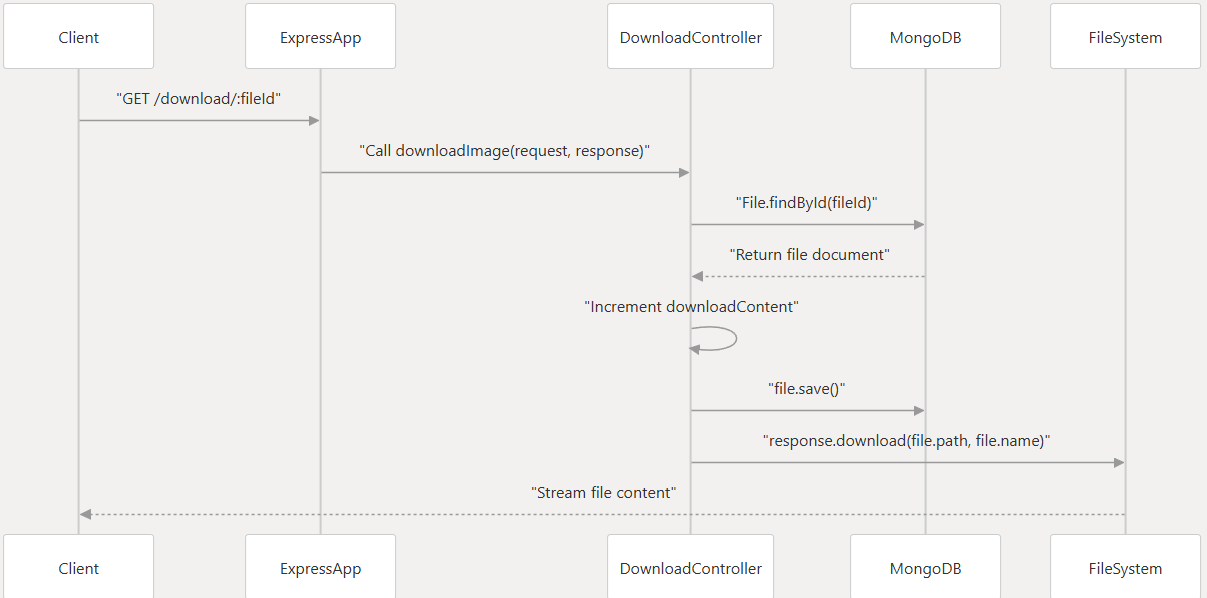 Client
ExpressApp
DownloadController
MongoDB
FileSystem
"GET /download/:fileId"
"Call downloadImage(request, response)"
"File.findById(fileId)"
"Return file document"
"Increment downloadContent"
"file.save()"
"response.download(file.path, file.name)"
"Stream file content"
Client
ExpressApp
DownloadController
MongoDB
FileSystem